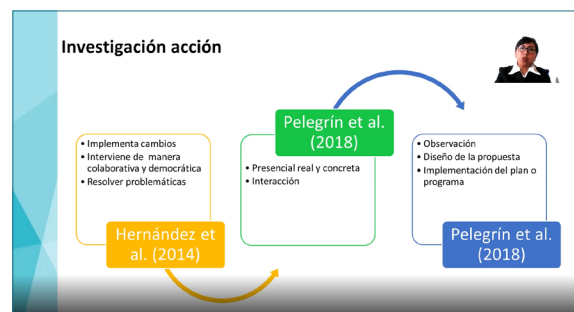 Investigación acción
• Implementa cambios
• Interviene de manera
colaborativa y democrática
• Resolver problemáticas
Hernández et
al. (2014)
Pelegrín et al.
(2018)
• Presencial real y concreta
• Interacción
• Observación
• Diseño de la propuesta
• Implementación del plan o
programa
Pelegrín et al.
(2018)